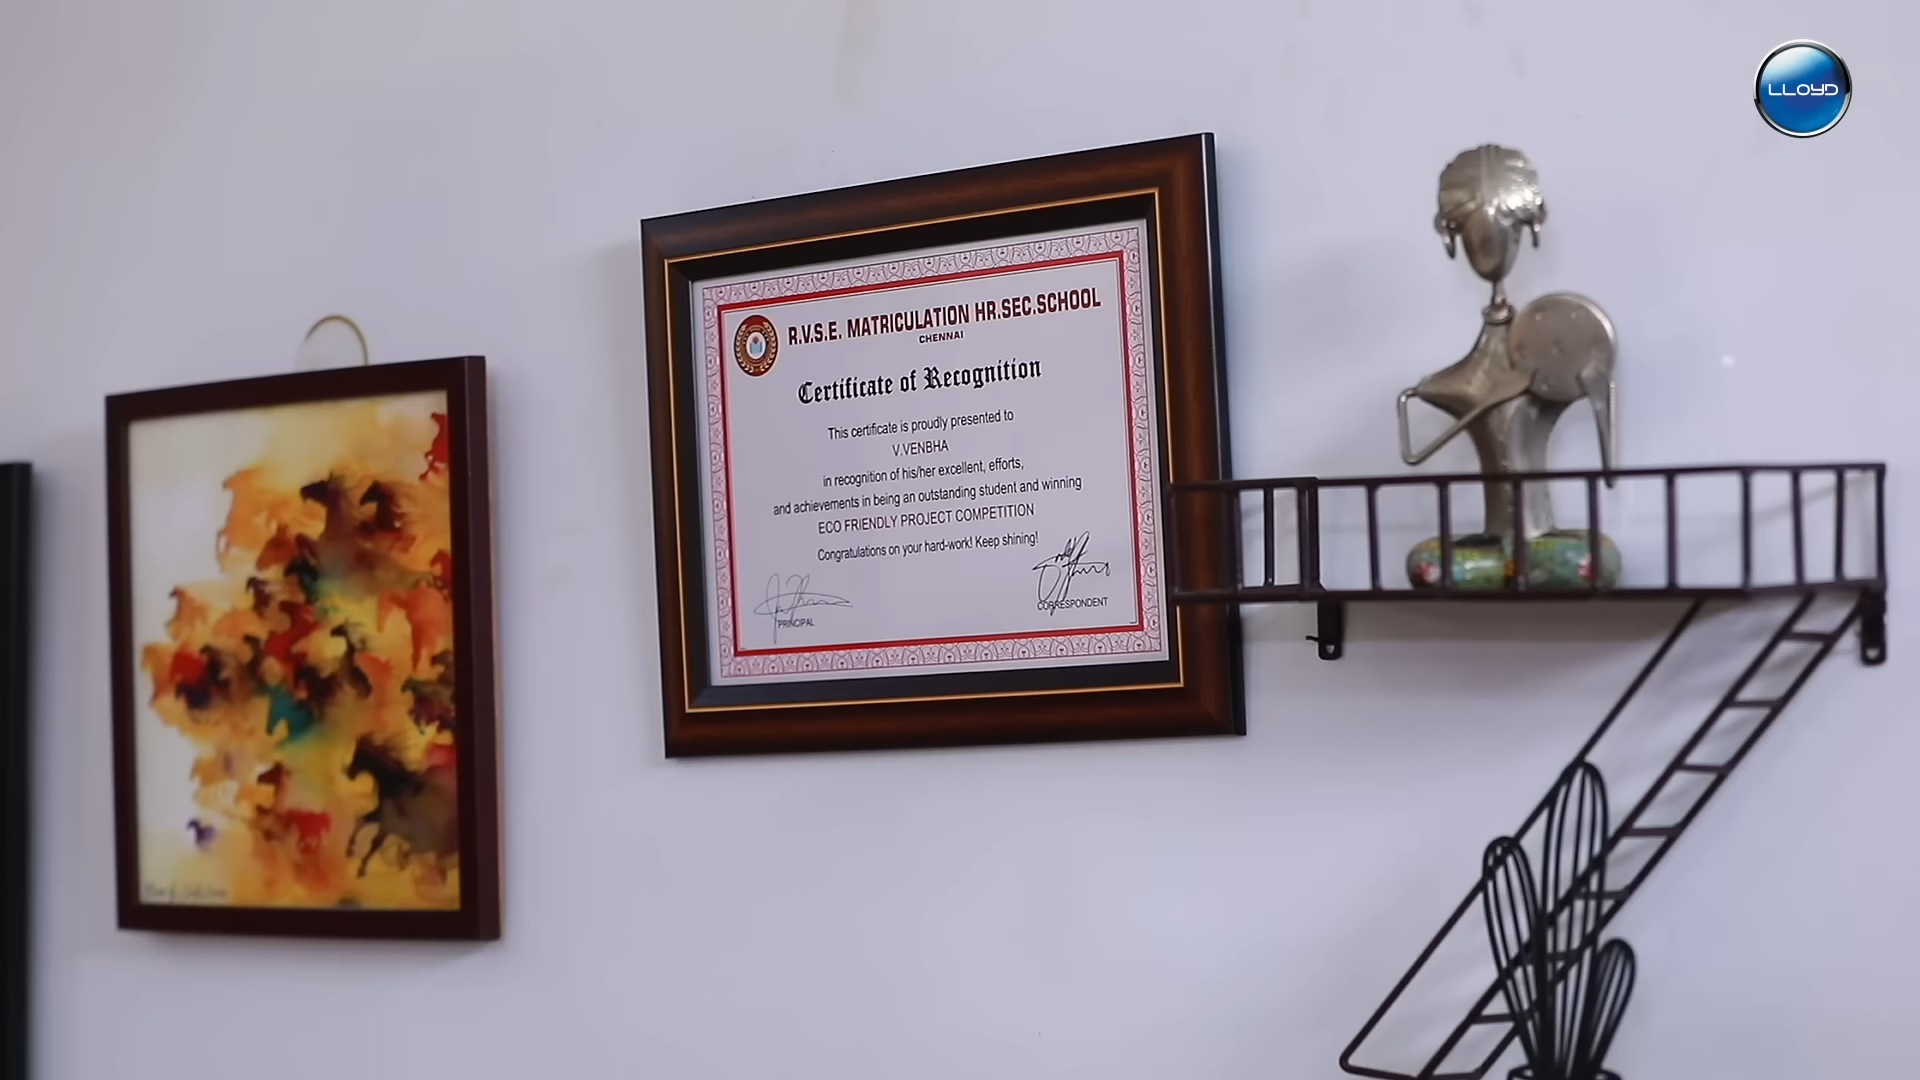 LLOYD
R.V.S.E. MATRICULATION HR.SEC.SCHOOL
CHENNAI
Certificate of Recognition
This certificate is proudly presented to
V.VENBHA
in recognition of his/her excellent, efforts,
and achievements in being an outstanding student and winning
ECO FRIENDLY PROJECT COMPETITION
Congratulations on your hard-work! Keep shining!
PRINCIPAL
CORRESPONDENT